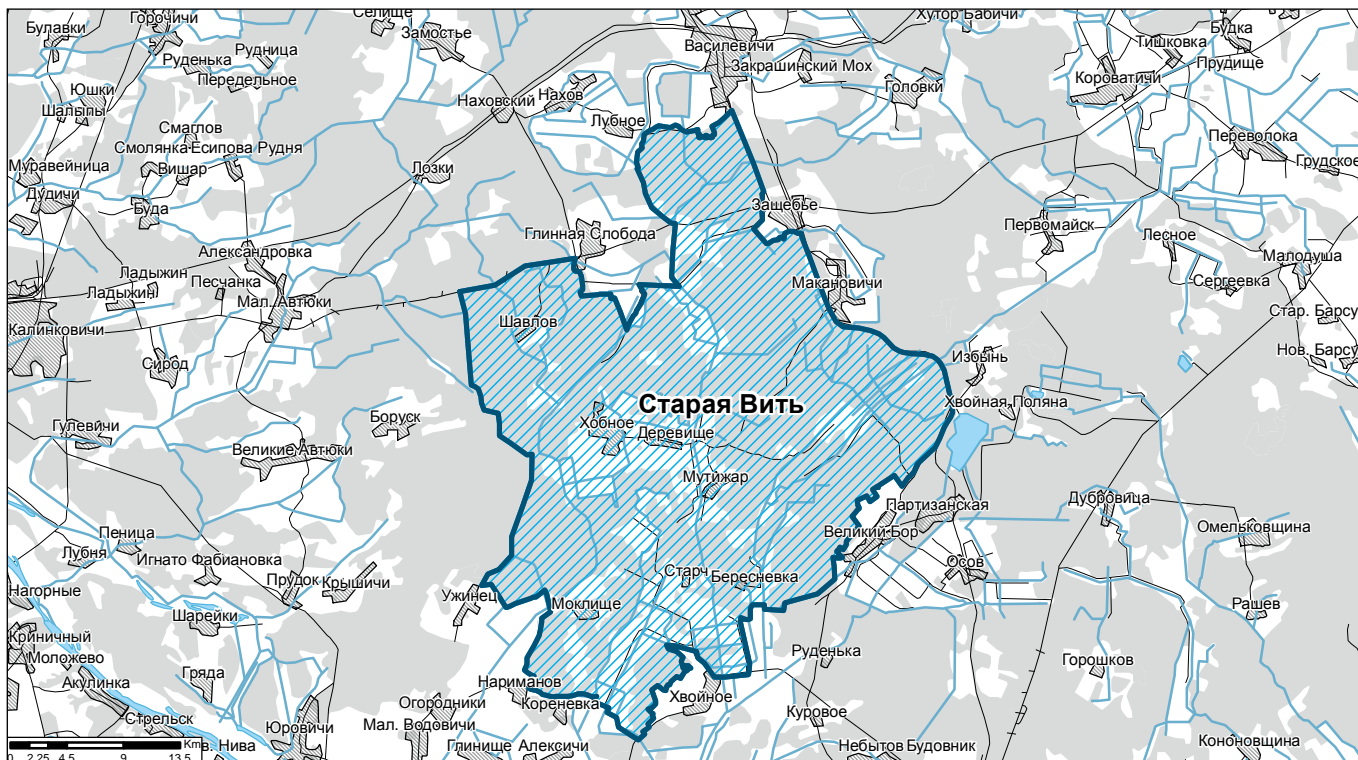 Горочичи
Селище
Хутор Бабичи
Булавки
Замостье
Василевичи
Будка
Тишковка
Рудница
Руденька
Закрашинский Мох
Прудище
Передельное
Короватичи
Юшки
Нахов
Головки
Наховский
Шалыпы
Лубное
Смаглов
Переволока
Смолянка
Есипова Рудня
Муравейница
Вишар
Лозки
Грудское
Дудичи
Буда
Защебье
Первомайск
Глинная Слобода
Лесное
Александровка
Малодуша
Ладыжин
Песчанка
Макановичи
Сергеевка
Ладыжин
Мал. Автюки
Стар. Барсу
Калинковичи
Шавлов
Нов. Барсу
Избынь
Сирод
Старая Вить
Хвойная Поляна
Боруск
Хобное
Гулевичи
Деревище
Великие Автюки
Мутижар
Дубровица
Партизанская
Омельковщина
Пеница
Великий Бор
Лубня
Игнато Фабиановка
Осов
Старч
Бересневка
Прудок
Крышичи
Нагорные
Ужинец
Моклище
Рашев
Шарейки
Криничный
Руденька
Моложево
Горошков
Гряда
Нариманов
Акулинка
Хвойное
Огородники
Кореневка
Куровое
Стрельск
Юровичи
Мал. Водовичи
в. Нива
Глинище
Алексичи
Небытов
Будовник
Кононовщина
Km
0 2.25 4.5 9 13.5